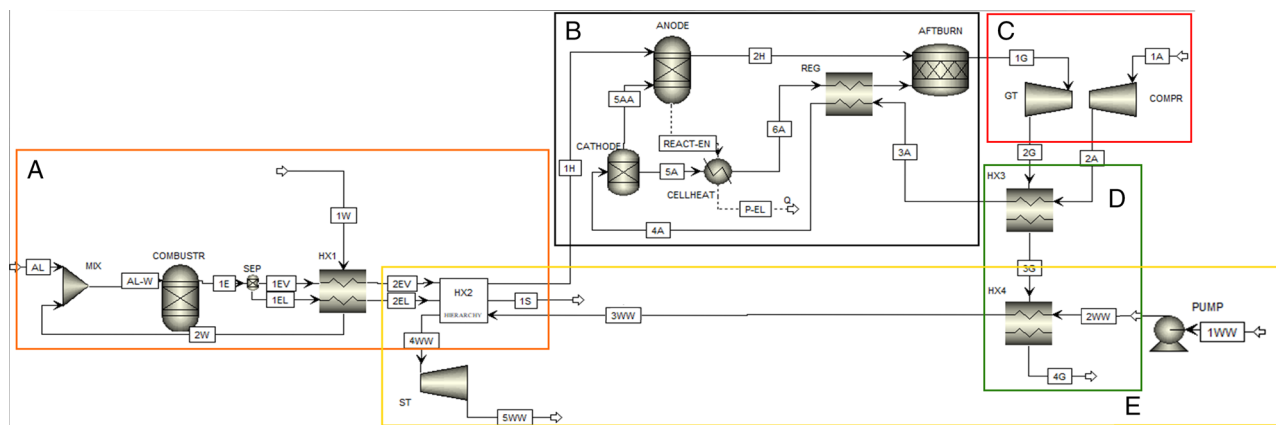 B
ANODE
AFTBURN
C
2H
REG
1G
1A
GT
COMPR
5AA
6A
REACT-EN
3A
CATHODE
2G
2A
1H
5A
HX3
A
CELLHEAT
D
Q
P-EL
1W
4A
COMBUSTR
HX1
3G
AL
MIX
SEP
AL-W
1E
1EV
2EV
HX2
HX4
1EL
2EL
1S
PUMP
HIERARCHY
3WW
2WW
1WW
2W
4WW
4G
ST
E
5WW